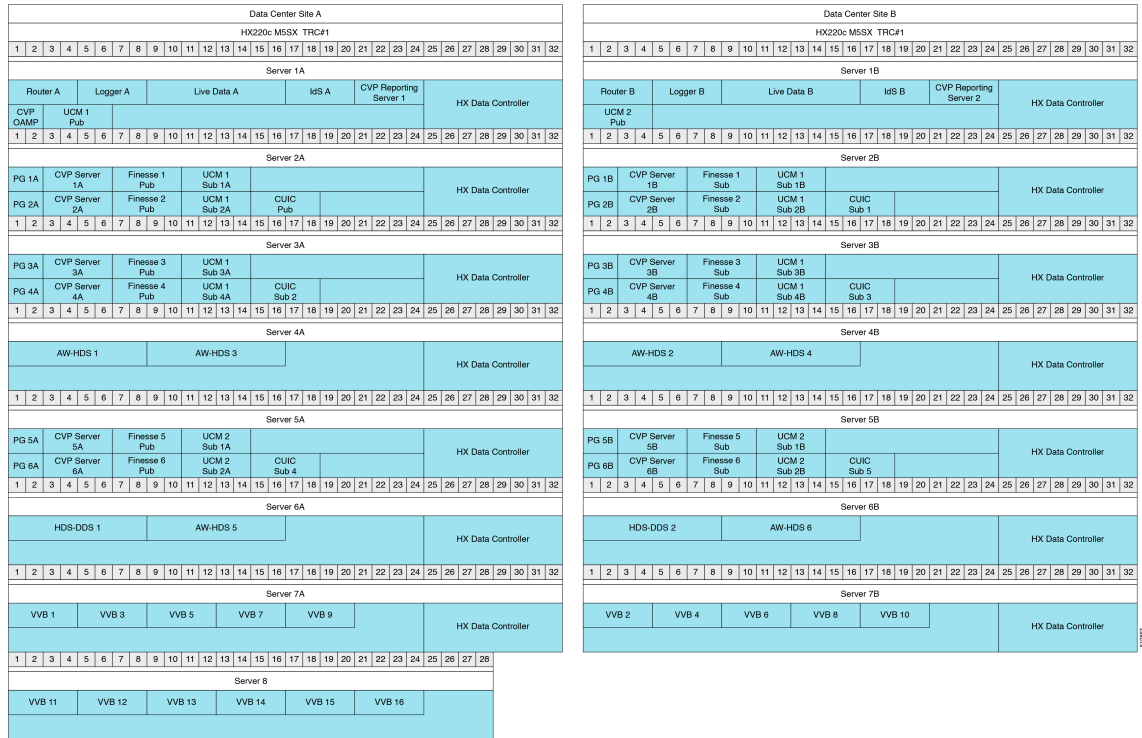 Data Center Site A
HX220c M5SX TRC#1
1 2 3 4 5 6 7 8 9 10 11 12 13 14 15 16 17 18 19 20 21 22 23 24 25 26 27 28 29 30 31 32
Server 1A
Router A Logger A Live Data A IdS A CVP Reporting
Server 1
HX Data Controller
CVP
OAMP
UCM 1
Pub
1 2 3 4 5 6 7 8 9 10 11 12 13 14 15 16 17 18 19 20 21 22 23 24 25 26 27 28 29 30 31 32
Server 2A
PG 1A
CVP Server
1A
Finesse 1
Pub
UCM 1
Sub 1A
HX Data Controller
PG 2A
CVP Server
2A
Finesse 2
Pub
UCM 1
Sub 2A
CUIC
Pub
1 2 3 4 5 6 7 8 9 10 11 12 13 14 15 16 17 18 19 20 21 22 23 24 25 26 27 28 29 30 31 32
Server 3A
PG 3A
CVP Server
3A
Finesse 3
Pub
UCM 1
Sub 3A
HX Data Controller
PG 4A
CVP Server
4A
Finesse 4
Pub
UCM 1
Sub 4A
CUIC
Sub 2
1 2 3 4 5 6 7 8 9 10 11 12 13 14 15 16 17 18 19 20 21 22 23 24 25 26 27 28 29 30 31 32
Server 4A
AW-HDS 1 AW-HDS 3
HX Data Controller
1 2 3 4 5 6 7 8 9 10 11 12 13 14 15 16 17 18 19 20 21 22 23 24 25 26 27 28 29 30 31 32
Server 5A
PG 5A
CVP Server
5A
Finesse 5
Pub
UCM 2
Sub 1A
HX Data Controller
PG 6A
CVP Server
6A
Finesse 6
Pub
UCM 2
Sub 2A
CUIC
Sub 4
1 2 3 4 5 6 7 8 9 10 11 12 13 14 15 16 17 18 19 20 21 22 23 24 25 26 27 28 29 30 31 32
Server 6A
HDS-DDS 1 AW-HDS 5
HX Data Controller
1 2 3 4 5 6 7 8 9 10 11 12 13 14 15 16 17 18 19 20 21 22 23 24 25 26 27 28 29 30 31 32
Server 7A
VVB 1 VVB 3 VVB 5 VVB 7 VVB 9
HX Data Controller
1 2 3 4 5 6 7 8 9 10 11 12 13 14 15 16 17 18 19 20 21 22 23 24 25 26 27 28
Server 8
VVB 11 VVB 12 VVB 13 VVB 14 VVB 15 VVB 16
Data Center Site B
HX220c M5SX TRC#1
1 2 3 4 5 6 7 8 9 10 11 12 13 14 15 16 17 18 19 20 21 22 23 24 25 26 27 28 29 30 31 32
Server 1B
Router B Logger B Live Data B IdS B CVP Reporting
Server 2
HX Data Controller
UCM 2
Pub
1 2 3 4 5 6 7 8 9 10 11 12 13 14 15 16 17 18 19 20 21 22 23 24 25 26 27 28 29 30 31 32
Server 2B
PG 1B
CVP Server
1B
Finesse 1
Sub
UCM 1
Sub 1B
HX Data Controller
PG 2B
CVP Server
2B
Finesse 2
Sub
UCM 1
Sub 2B
CUIC
Sub 1
1 2 3 4 5 6 7 8 9 10 11 12 13 14 15 16 17 18 19 20 21 22 23 24 25 26 27 28 29 30 31 32
Server 3B
PG 3B
CVP Server
3B
Finesse 3
Sub
UCM 1
Sub 3B
HX Data Controller
PG 4B
CVP Server
4B
Finesse 4
Sub
UCM 1
Sub 4B
CUIC
Sub 3
1 2 3 4 5 6 7 8 9 10 11 12 13 14 15 16 17 18 19 20 21 22 23 24 25 26 27 28 29 30 31 32
Server 4B
AW-HDS 2 AW-HDS 4
HX Data Controller
1 2 3 4 5 6 7 8 9 10 11 12 13 14 15 16 17 18 19 20 21 22 23 24 25 26 27 28 29 30 31 32
Server 5B
PG 5B
CVP Server
5B
Finesse 5
Sub
UCM 2
Sub 1B
HX Data Controller
PG 6B
CVP Server
6B
Finesse 6
Sub
UCM 2
Sub 2B
CUIC
Sub 5
1 2 3 4 5 6 7 8 9 10 11 12 13 14 15 16 17 18 19 20 21 22 23 24 25 26 27 28 29 30 31 32
Server 6B
HDS-DDS 2 AW-HDS 6
HX Data Controller
1 2 3 4 5 6 7 8 9 10 11 12 13 14 15 16 17 18 19 20 21 22 23 24 25 26 27 28 29 30 31 32
Server 7B
VVB 2 VVB 4 VVB 6 VVB 8 VVB 10
HX Data Controller